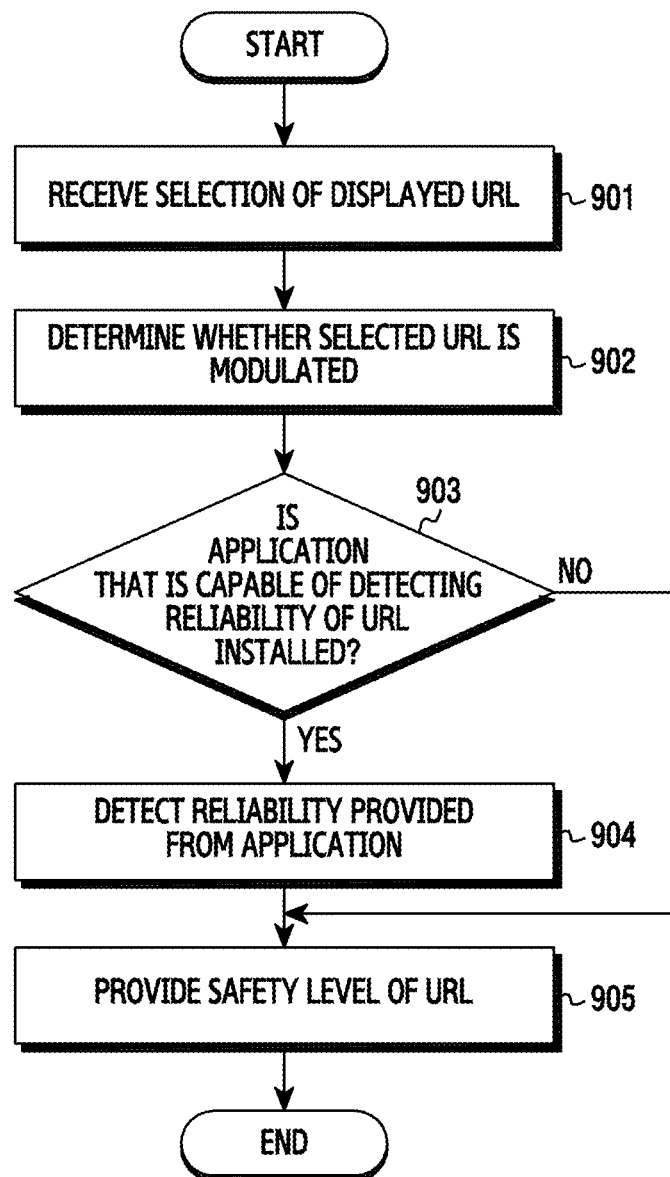 START
RECEIVE SELECTION OF DISPLAYED URL
901
DETERMINE WHETHER SELECTED URL IS
MODULATED
902
903
IS
APPLICATION
THAT IS CAPABLE OF DETECTING
RELIABILITY OF URL
INSTALLED?
NO
YES
DETECT RELIABILITY PROVIDED
FROM APPLICATION
904
PROVIDE SAFETY LEVEL OF URL
905
END